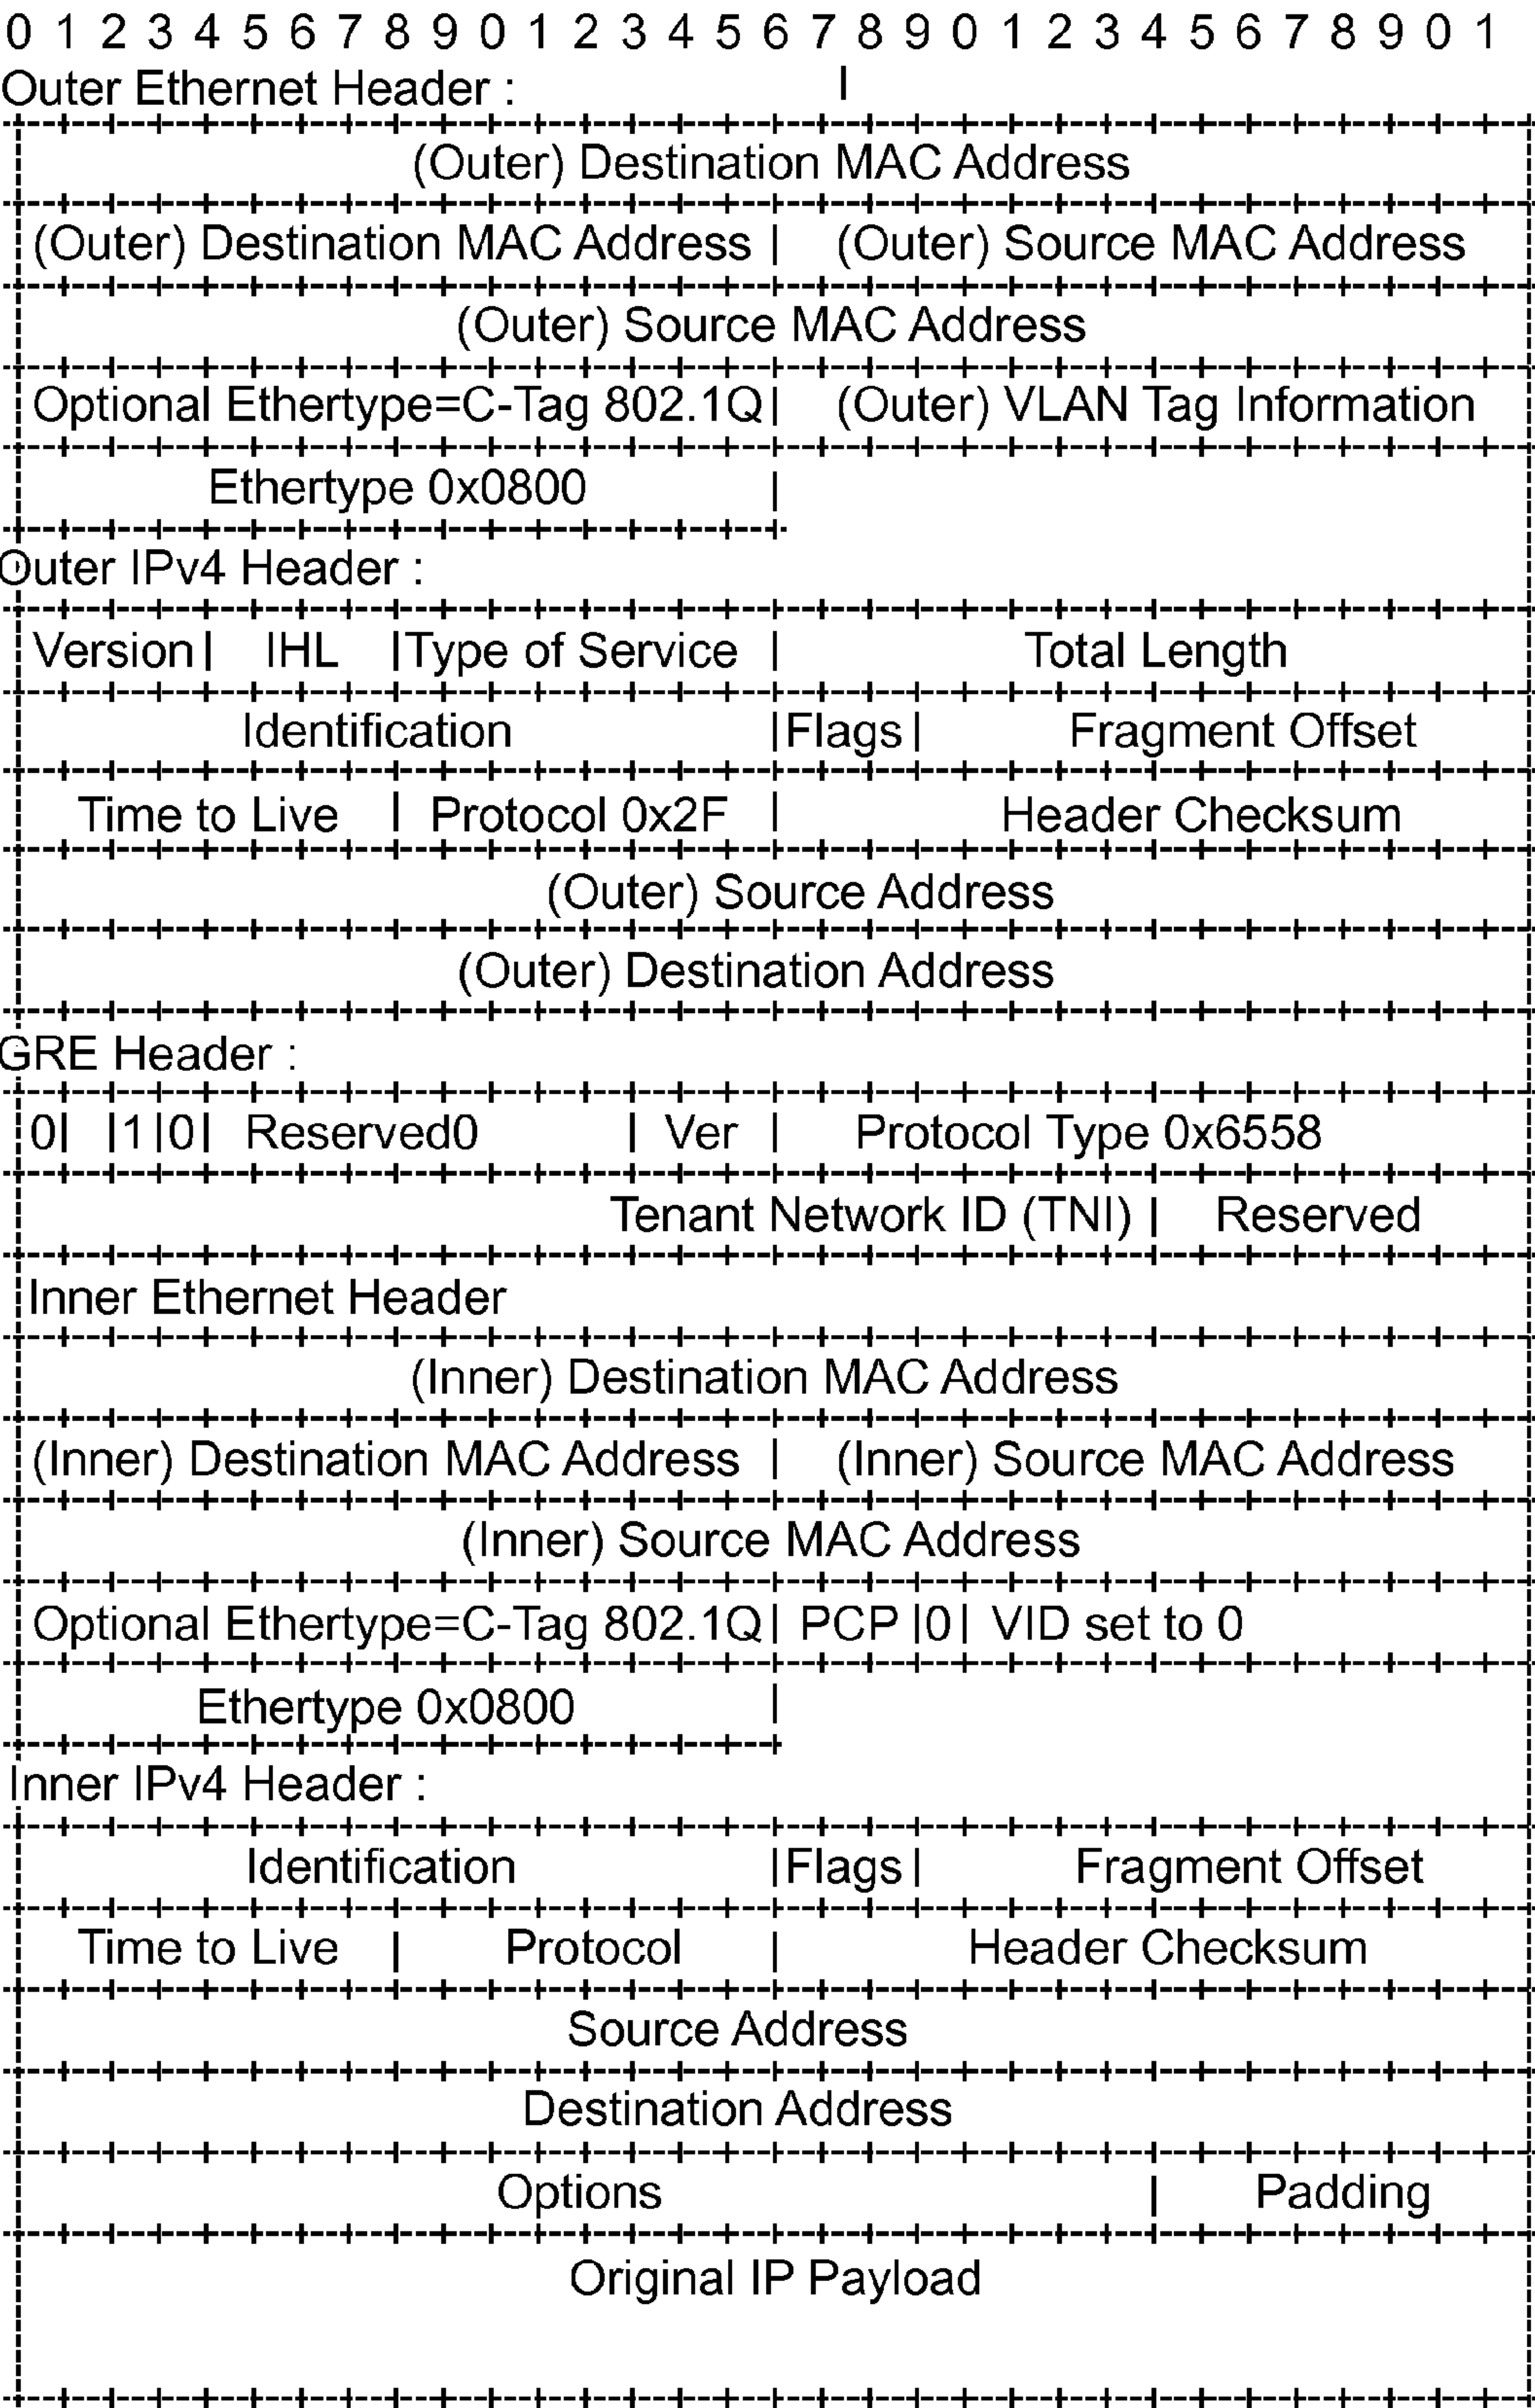 0 1 2 3 4 5 6 7 8 9 0 1 2 3 4 5 6 7 8 9 0 1 2 3 4 5 6 7 8 9 0 1
Outer Ethernet Header : |
(Outer) Destination MAC Address
(Outer) Destination MAC Address | (Outer) Source MAC Address
(Outer) Source MAC Address
Optional Ethertype=C-Tag 802.1Q| (Outer) VLAN Tag Information
Ethertype 0x0800 |
Outer IPv4 Header :
Version| IHL |Type of Service | Total Length
Identification |Flags| Fragment Offset
Time to Live | Protocol 0x2F | Header Checksum
(Outer) Source Address
(Outer) Destination Address
GRE Header :
0| |1|0| Reserved0 | Ver | Protocol Type 0x6558
Tenant Network ID (TNI) | Reserved
Inner Ethernet Header
(Inner) Destination MAC Address
(Inner) Destination MAC Address | (Inner) Source MAC Address
(Inner) Source MAC Address
Optional Ethertype=C-Tag 802.1Q| PCP |0| VID set to 0
Ethertype 0x0800 |
Inner IPv4 Header :
Identification |Flags| Fragment Offset
Time to Live | Protocol | Header Checksum
Source Address
Destination Address
Options | Padding
Original IP Payload